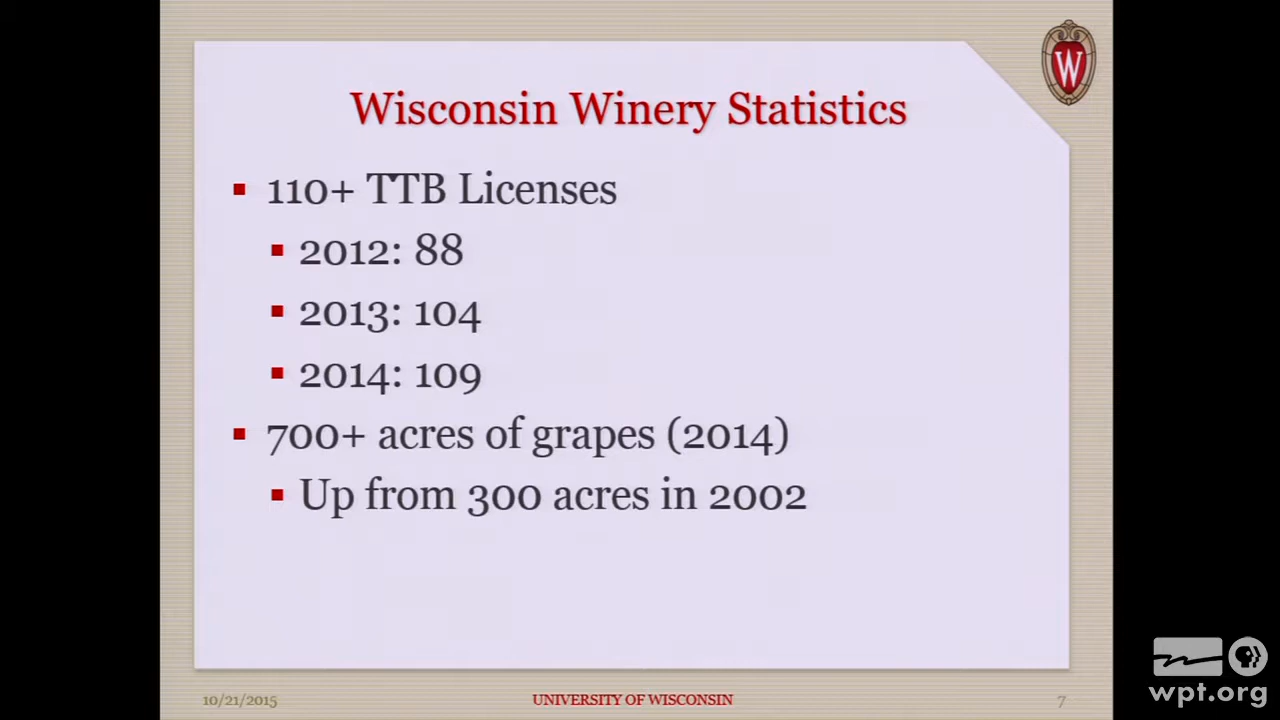 W
Wisconsin Winery Statistics
110+ TTB Licenses
2012: 88
2013: 104
2014: 109
700+ acres of grapes (2014)
Up from 300 acres in 2002
10/21/2015
UNIVERSITY OF WISCONSIN
7
wpt.org